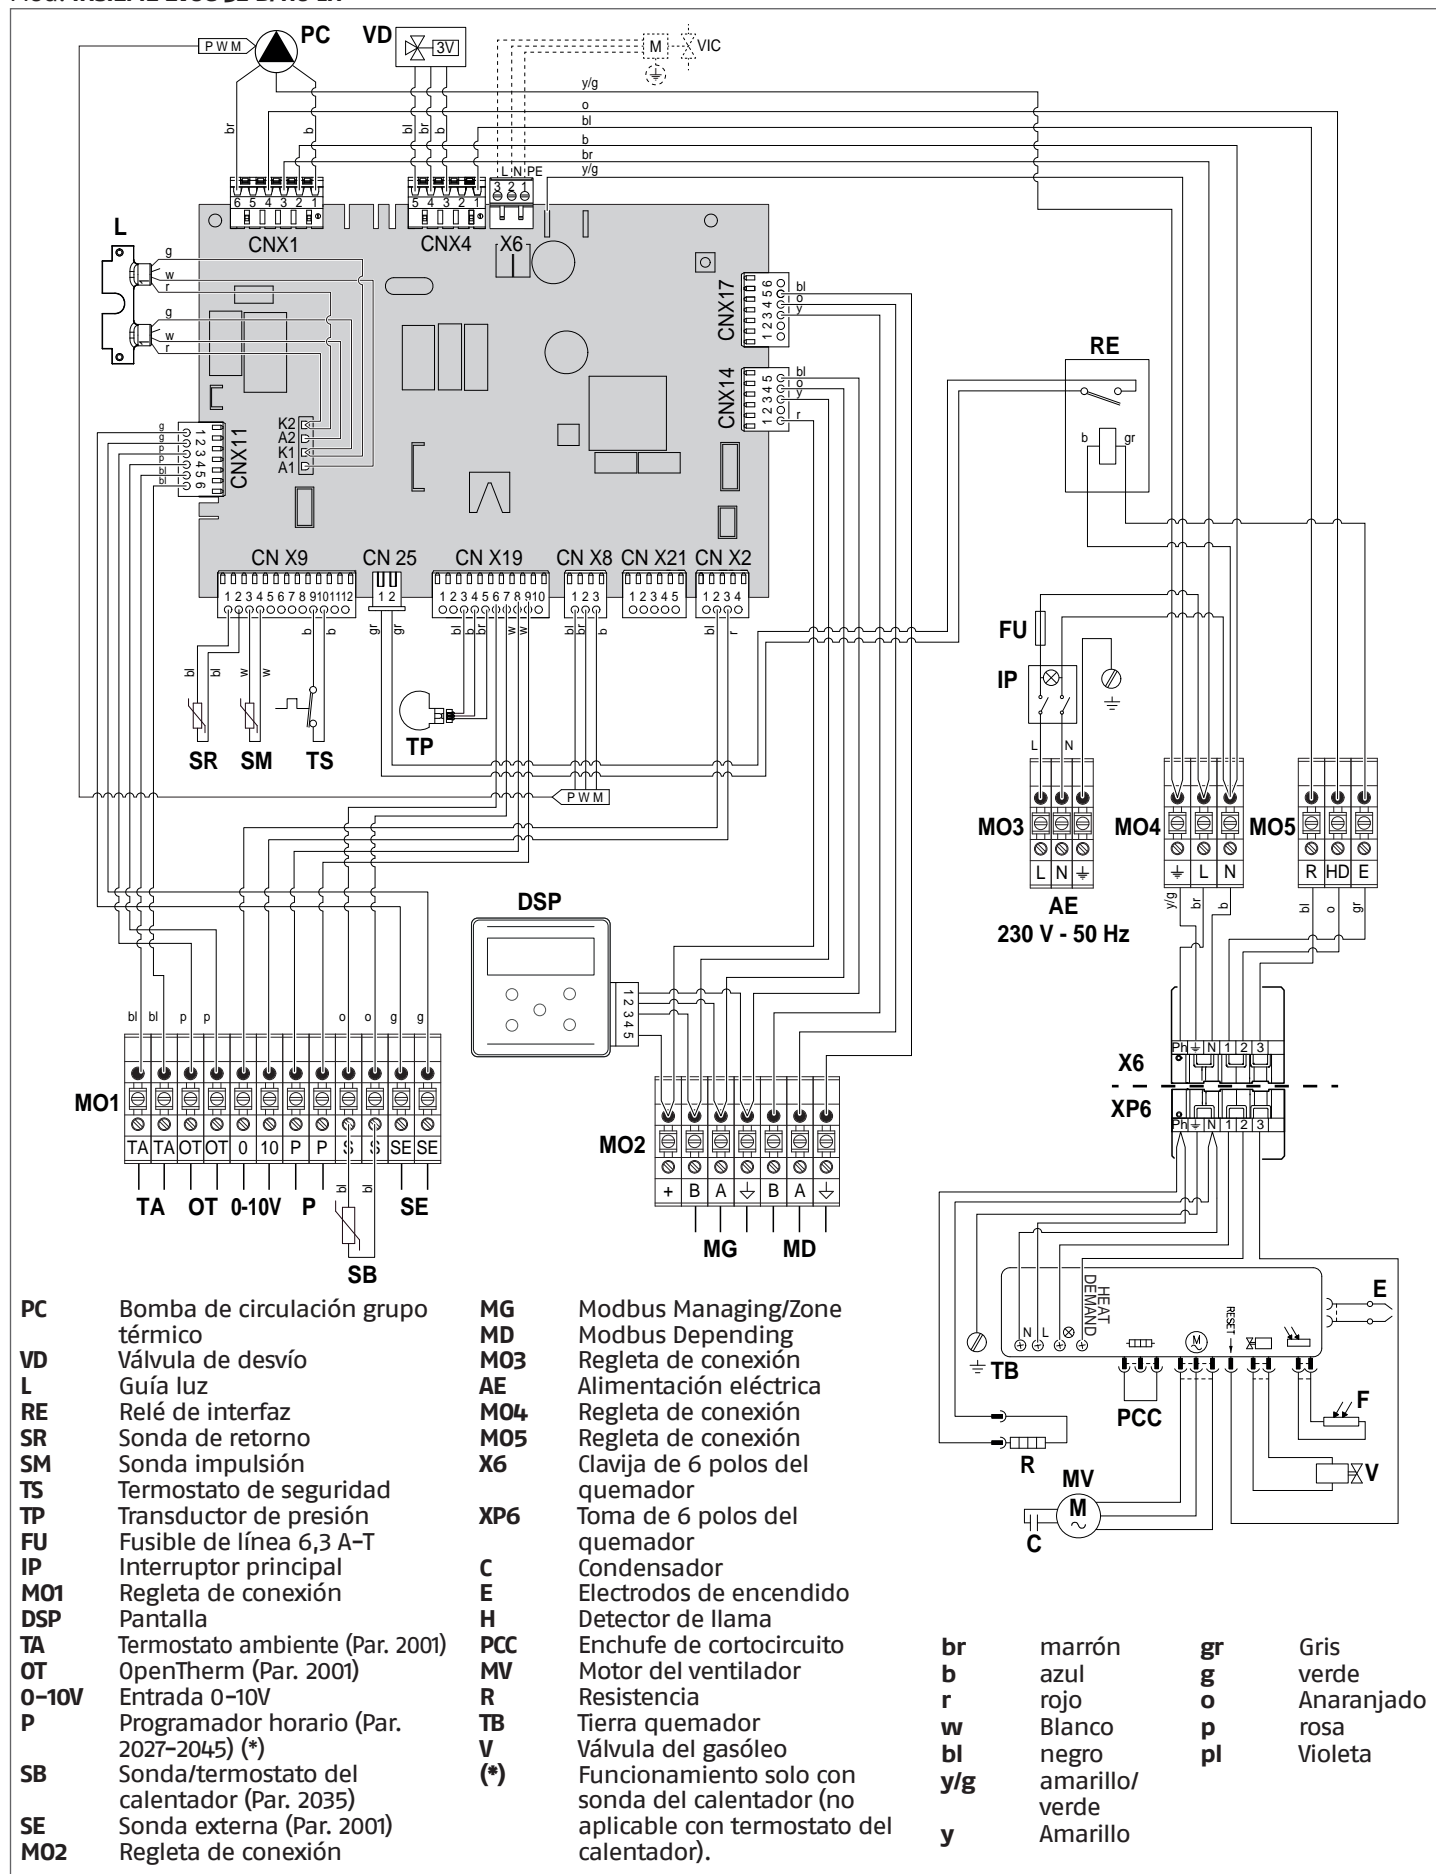 PC
VD
PWM
3V
M
VIC
y/g
o
bl
b
br
y/g
br
b
bl
br
b
L N PE
3 2 1
6 5 4 3 2 1
5 4 3 2 1
CNX1
CNX4
X6
L
g
w
r
g
w
r
CNX17
1 2 3 4 5 6
bl
o
y
CNX14
1 2 3 4 5
bl
o
y
r
RE
b
gr
K2
A2
K1
A1
g
g
p
p
bl
bl
1 2 3 4 5 6
CNX11
CN X9
CN 25
CN X19
CN X8
CN X21
CN X2
1 2 3 4 5 6 7 8 9 10 11 12
1 2
1 2 3 4 5 6 7 8 9 10
1 2 3
1 2 3 4 5
1 2 3 4
b
b
gr
gr
bl
b
br
w
w
bl
br
b
bl
r
bl
bl
w
w
SR
SM
TS
TP
PWM
FU
IP
L
N
MO3
MO4
MO5
L N
L N
R HD E
AE
230 V - 50 Hz
y/g
br
b
bl
o
gr
DSP
1 2 3 4 5
bl
bl
p
p
o
o
g
g
MO1
TA TA OT OT 0 10 P P S S SE SE
TA
OT
0-10V
P
SE
bl
bl
SB
MO2
+ B A B A
MG
MD
X6
Ph N 1 2 3
XP6
Ph N 1 2 3
HEAT DEMAND
N L
RESET
M
E
TB
PCC
F
R
MV
M
V
C
PC Bomba de circulación grupo
térmico
VD Válvula de desvío
L Guía luz
RE Relé de interfaz
SR Sonda de retorno
SM Sonda impulsión
TS Termostato de seguridad
TP Transductor de presión
FU Fusible de línea 6,3 A-T
IP Interruptor principal
MO1 Regleta de conexión
DSP Pantalla
TA Termostato ambiente (Par. 2001)
OT OpenTherm (Par. 2001)
0-10V Entrada 0-10V
P Programador horario (Par.
2027-2045) (*)
SB Sonda/termostato del
calentador (Par. 2035)
SE Sonda externa (Par. 2001)
MO2 Regleta de conexión
MG Modbus Managing/Zone
MD Modbus Depending
MO3 Regleta de conexión
AE Alimentación eléctrica
MO4 Regleta de conexión
MO5 Regleta de conexión
X6 Clavija de 6 polos del
quemador
XP6 Toma de 6 polos del
quemador
C Condensador
E Electrodos de encendido
H Detector de llama
PCC Enchufe de cortocircuito
MV Motor del ventilador
R Resistencia
TB Tierra quemador
V Válvula del gasóleo
(*) Funcionamiento solo con
sonda del calentador (no
aplicable con termostato del
calentador).
br marrón
b azul
r rojo
w Blanco
bl negro
y/g amarillo/
verde
y Amarillo
gr Gris
g verde
o Anaranjado
p rosa
pl Violeta